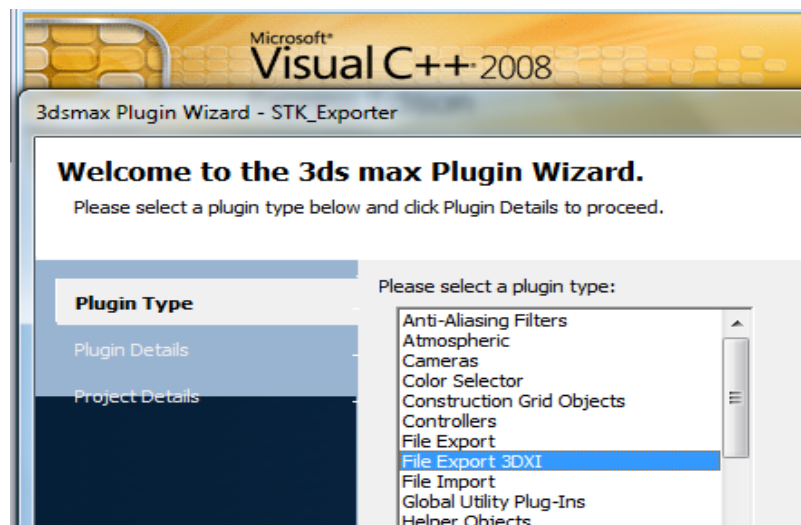 Microsoft®
Visual C++ 2008
3dsmax Plugin Wizard - STK_Exporter
Welcome to the 3ds max Plugin Wizard.
Please select a plugin type below and click Plugin Details to proceed.
Plugin Type
Plugin Details
Project Details
Please select a plugin type:
Anti-Aliasing Filters
Atmospheric
Cameras
Color Selector
Construction Grid Objects
Controllers
File Export
File Export 3DXI
File Import
Global Utility Plug-Ins
Helper Objects